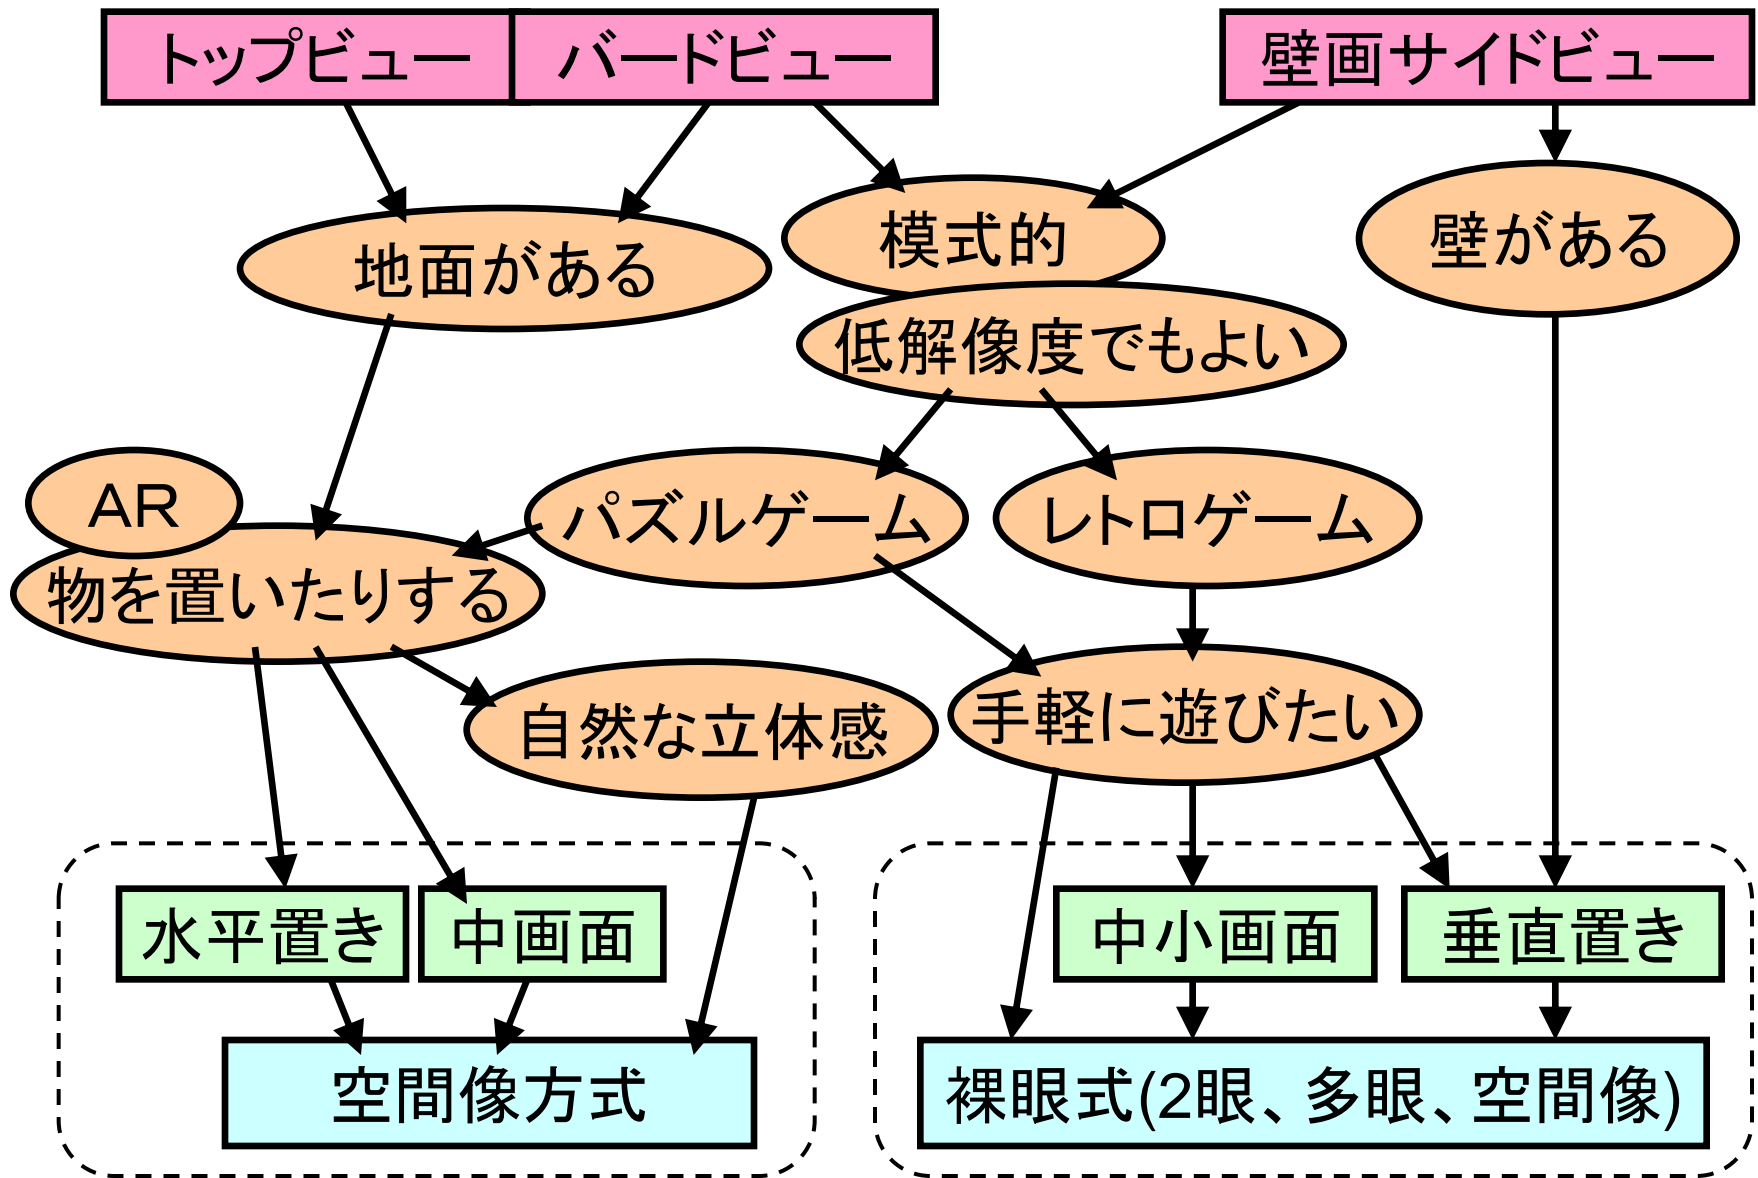 トップビュー
バードビュー
壁画サイドビュー
模式的
壁がある
地面がある
低解像度でもよい
AR
パズルゲーム
レトロゲーム
物を置いたりする
自然な立体感
手軽に遊びたい
水平置き
中画面
中小画面
垂直置き
空間像方式
裸眼式(2眼、多眼、空間像)